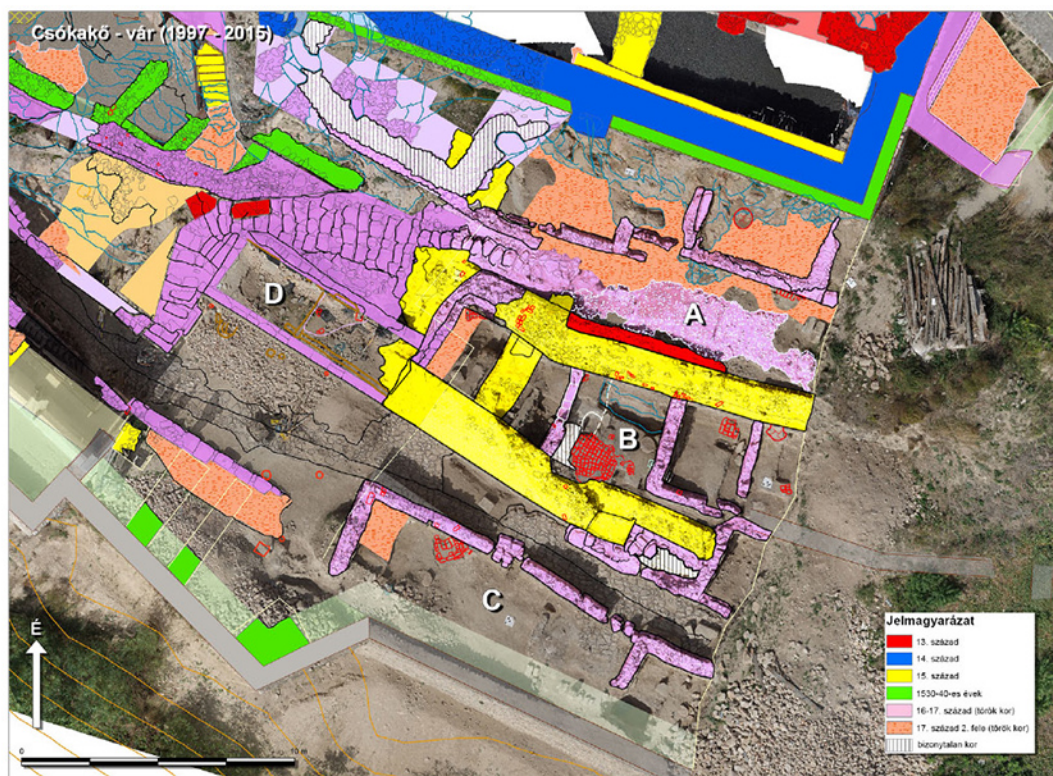 Csókakő - vár (1997 - 2015)
A
D
B
C
É
0
10 m
Jelmagyarázat
13. század
14. század
15. század
1530-40-es évek
16-17. század (török kor)
17. század 2. fele (török kor)
bizonytalan kor